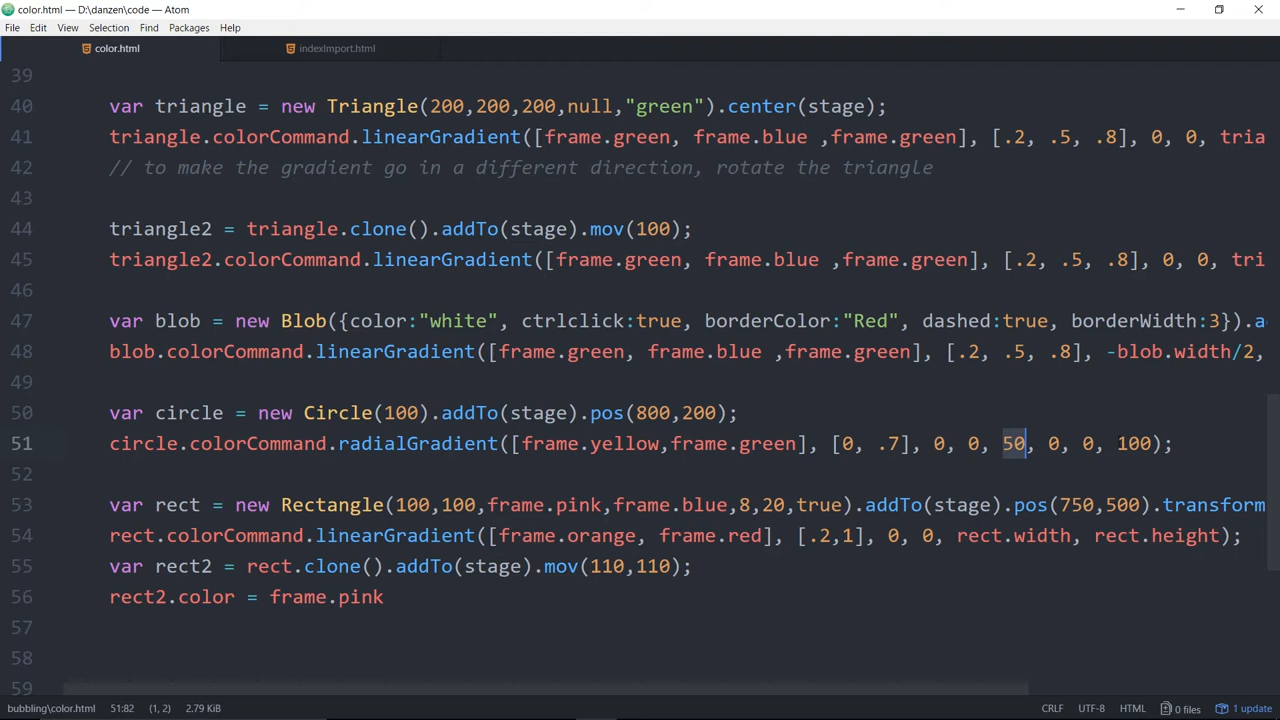 color.html — D:\danzen\code — Atom
File Edit View Selection Find Packages Help
color.html indexImport.html
39
40 var triangle = new Triangle(200,200,200,null,"green").center(stage);
41 triangle.colorCommand.linearGradient([frame.green, frame.blue ,frame.green], [.2, .5, .8], 0, 0, tria
42 // to make the gradient go in a different direction, rotate the triangle
43
44 triangle2 = triangle.clone().addTo(stage).mov(100);
45 triangle2.colorCommand.linearGradient([frame.green, frame.blue ,frame.green], [.2, .5, .8], 0, 0, tri
46
47 var blob = new Blob({color:"white", ctrlclick:true, borderColor:"Red", dashed:true, borderWidth:3}).a
48 blob.colorCommand.linearGradient([frame.green, frame.blue ,frame.green], [.2, .5, .8], -blob.width/2,
49
50 var circle = new Circle(100).addTo(stage).pos(800,200);
51 circle.colorCommand.radialGradient([frame.yellow,frame.green], [0, .7], 0, 0, 50, 0, 0, 100);
52
53 var rect = new Rectangle(100,100,frame.pink,frame.blue,8,20,true).addTo(stage).pos(750,500).transform
54 rect.colorCommand.linearGradient([frame.orange, frame.red], [.2,1], 0, 0, rect.width, rect.height);
55 var rect2 = rect.clone().addTo(stage).mov(110,110);
56 rect2.color = frame.pink
57
58
59
bubbling\color.html 51:82 (1, 2) 2.79 KiB CRLF UTF-8 HTML 0 files 1 update